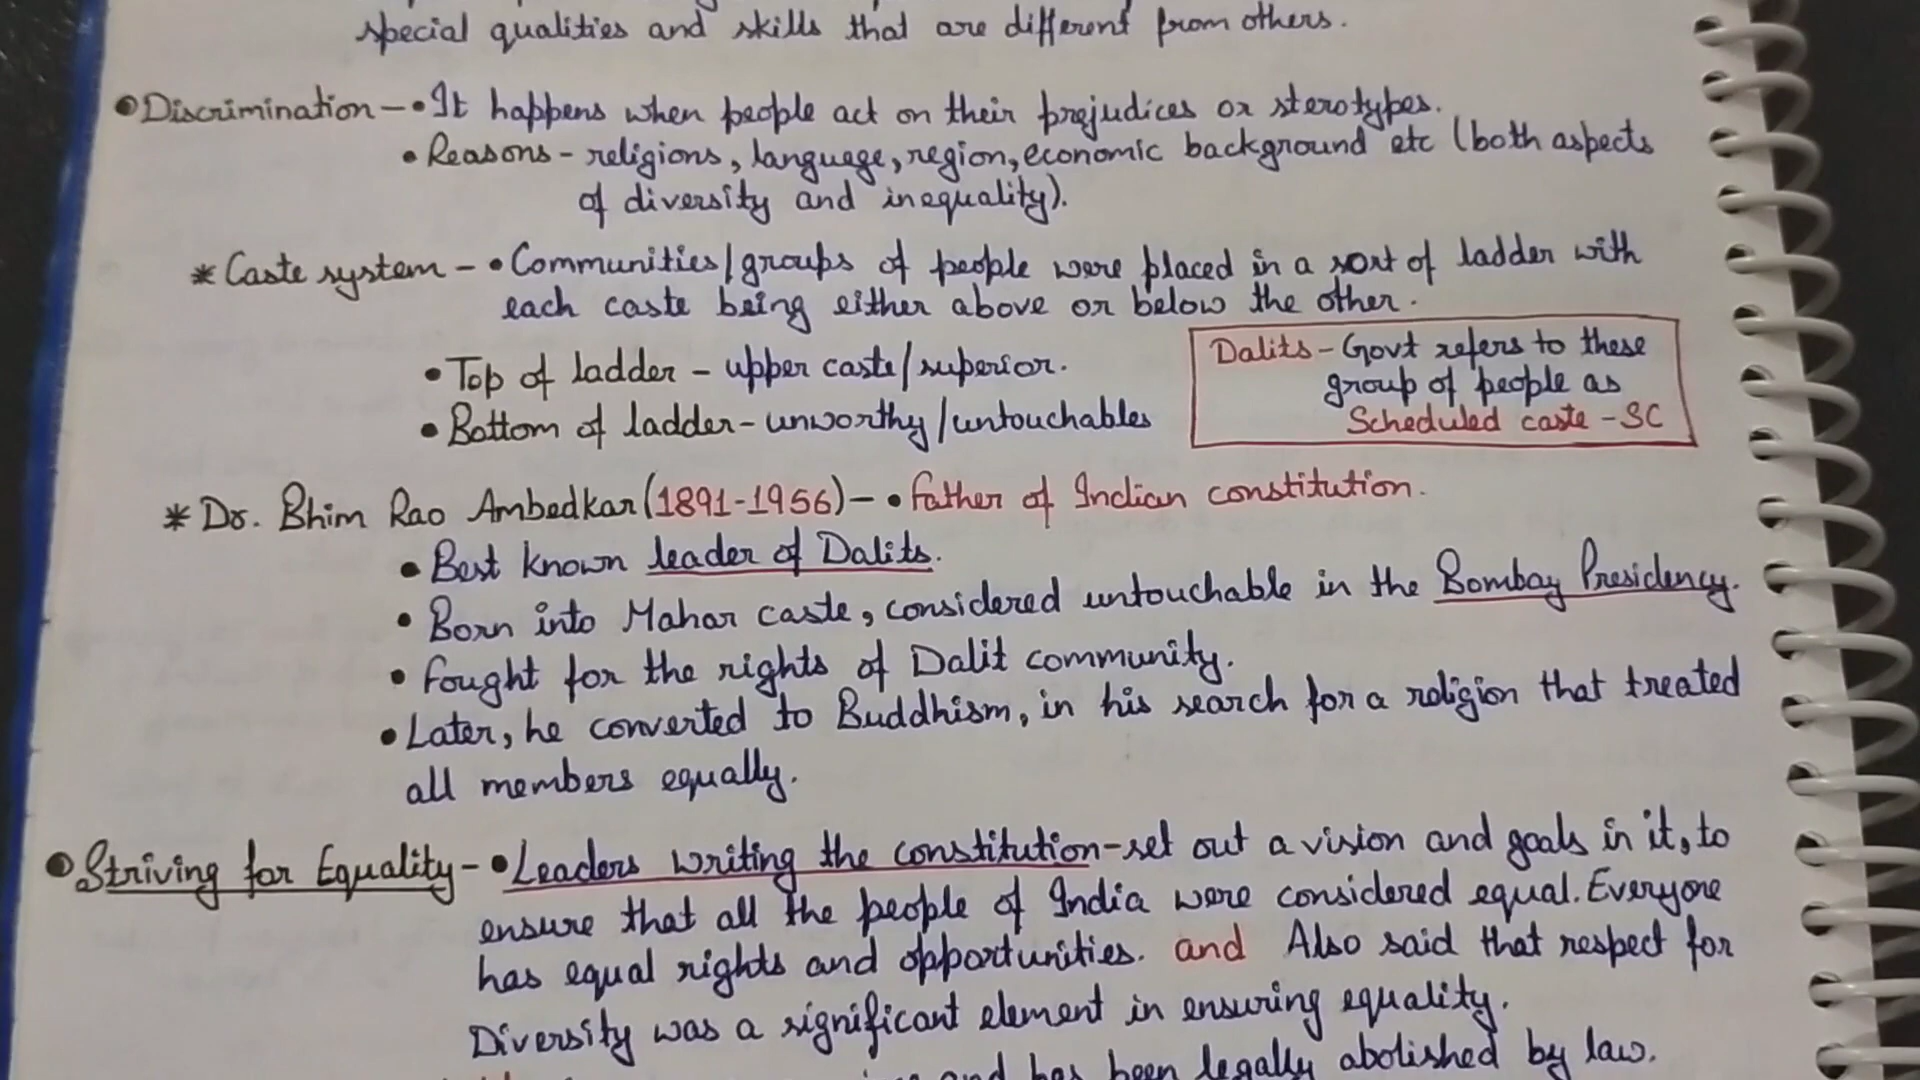 special qualities and skills that are different from others.
Discrimination - • It happens when people act on their prejudices or sterotypes.
• Reasons - religions, language, region, economic background etc (both aspects
of diversity and inequality).
* Caste system - • Communities/groups of people were placed in a sort of ladder with
each caste being either above or below the other.
• Top of ladder - upper caste/superior.
• Bottom of ladder - unworthy/untouchables
Dalits - Govt refers to these
group of people as
Scheduled caste - SC
* Dr. Bhim Rao Ambedkar (1891-1956) - • Father of Indian constitution.
• Best known leader of Dalits.
• Born into Mahar caste, considered untouchable in the Bombay Presidency.
• Fought for the rights of Dalit community.
• Later, he converted to Buddhism, in his search for a religion that treated
all members equally.
Striving for Equality - • Leaders writing the constitution - set out a vision and goals in it, to
ensure that all the people of India were considered equal. Everyone
has equal rights and opportunities. and Also said that respect for
Diversity was a significant element in ensuring equality.
and has been legally abolished by law.